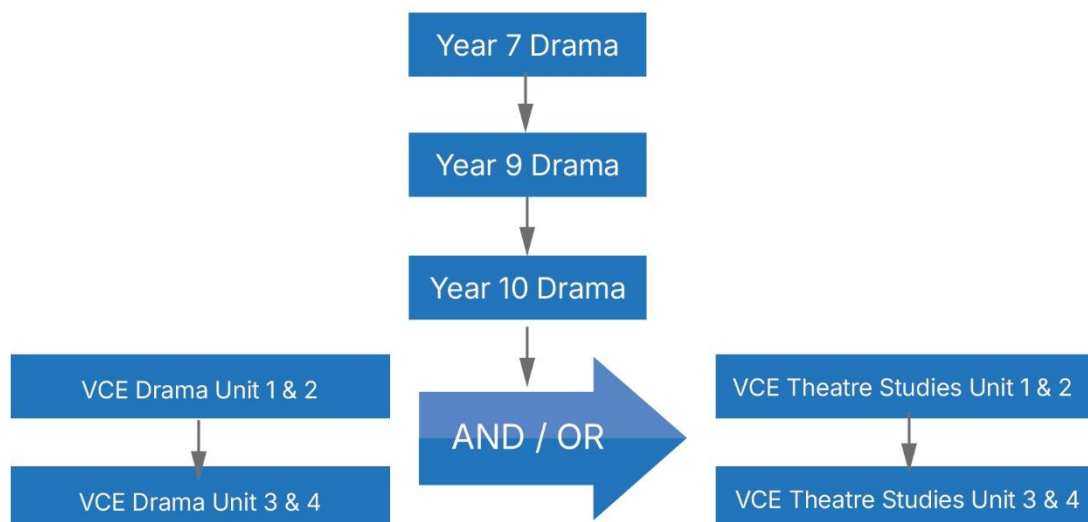 Year 7 Drama
Year 9 Drama
Year 10 Drama
VCE Drama Unit 1 & 2
AND / OR
VCE Theatre Studies Unit 1 & 2
VCE Drama Unit 3 & 4
VCE Theatre Studies Unit 3 & 4